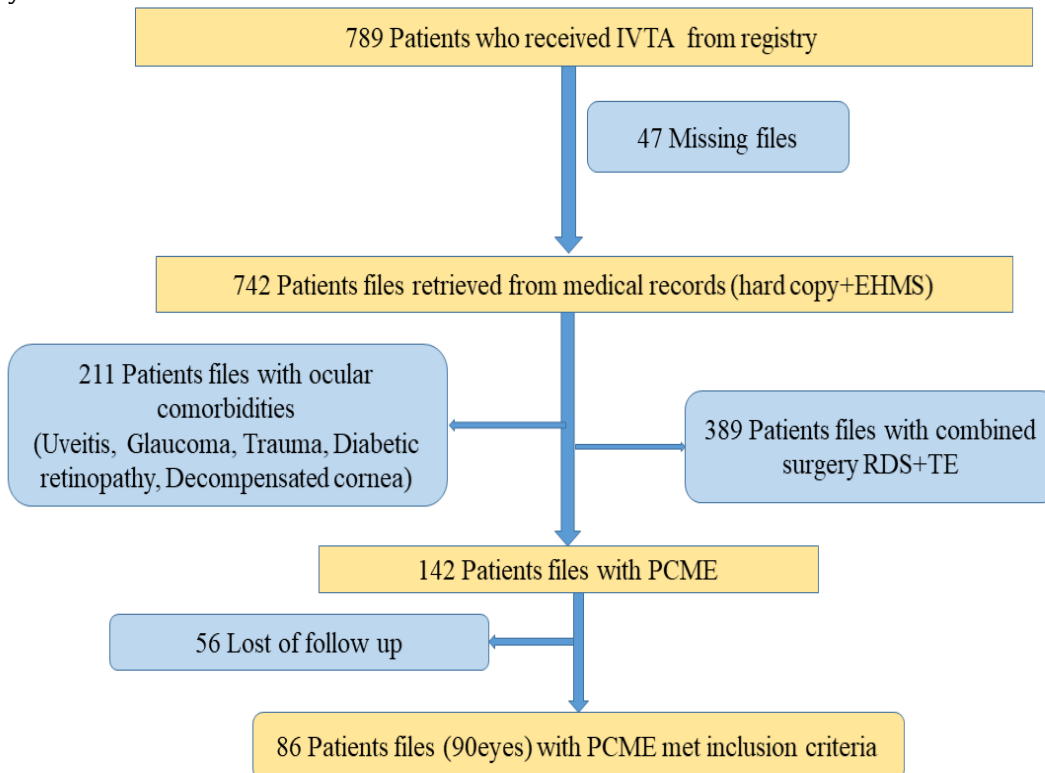 y
789 Patients who received IVTA from registry
47 Missing files
742 Patients files retrieved from medical records (hard copy+EHMS)
211 Patients files with ocular
comorbidities
(Uveitis, Glaucoma, Trauma, Diabetic
retinopathy, Decompensated cornea)
389 Patients files with combined
surgery RDS+TE
142 Patients files with PCME
56 Lost of follow up
86 Patients files (90eyes) with PCME met inclusion criteria